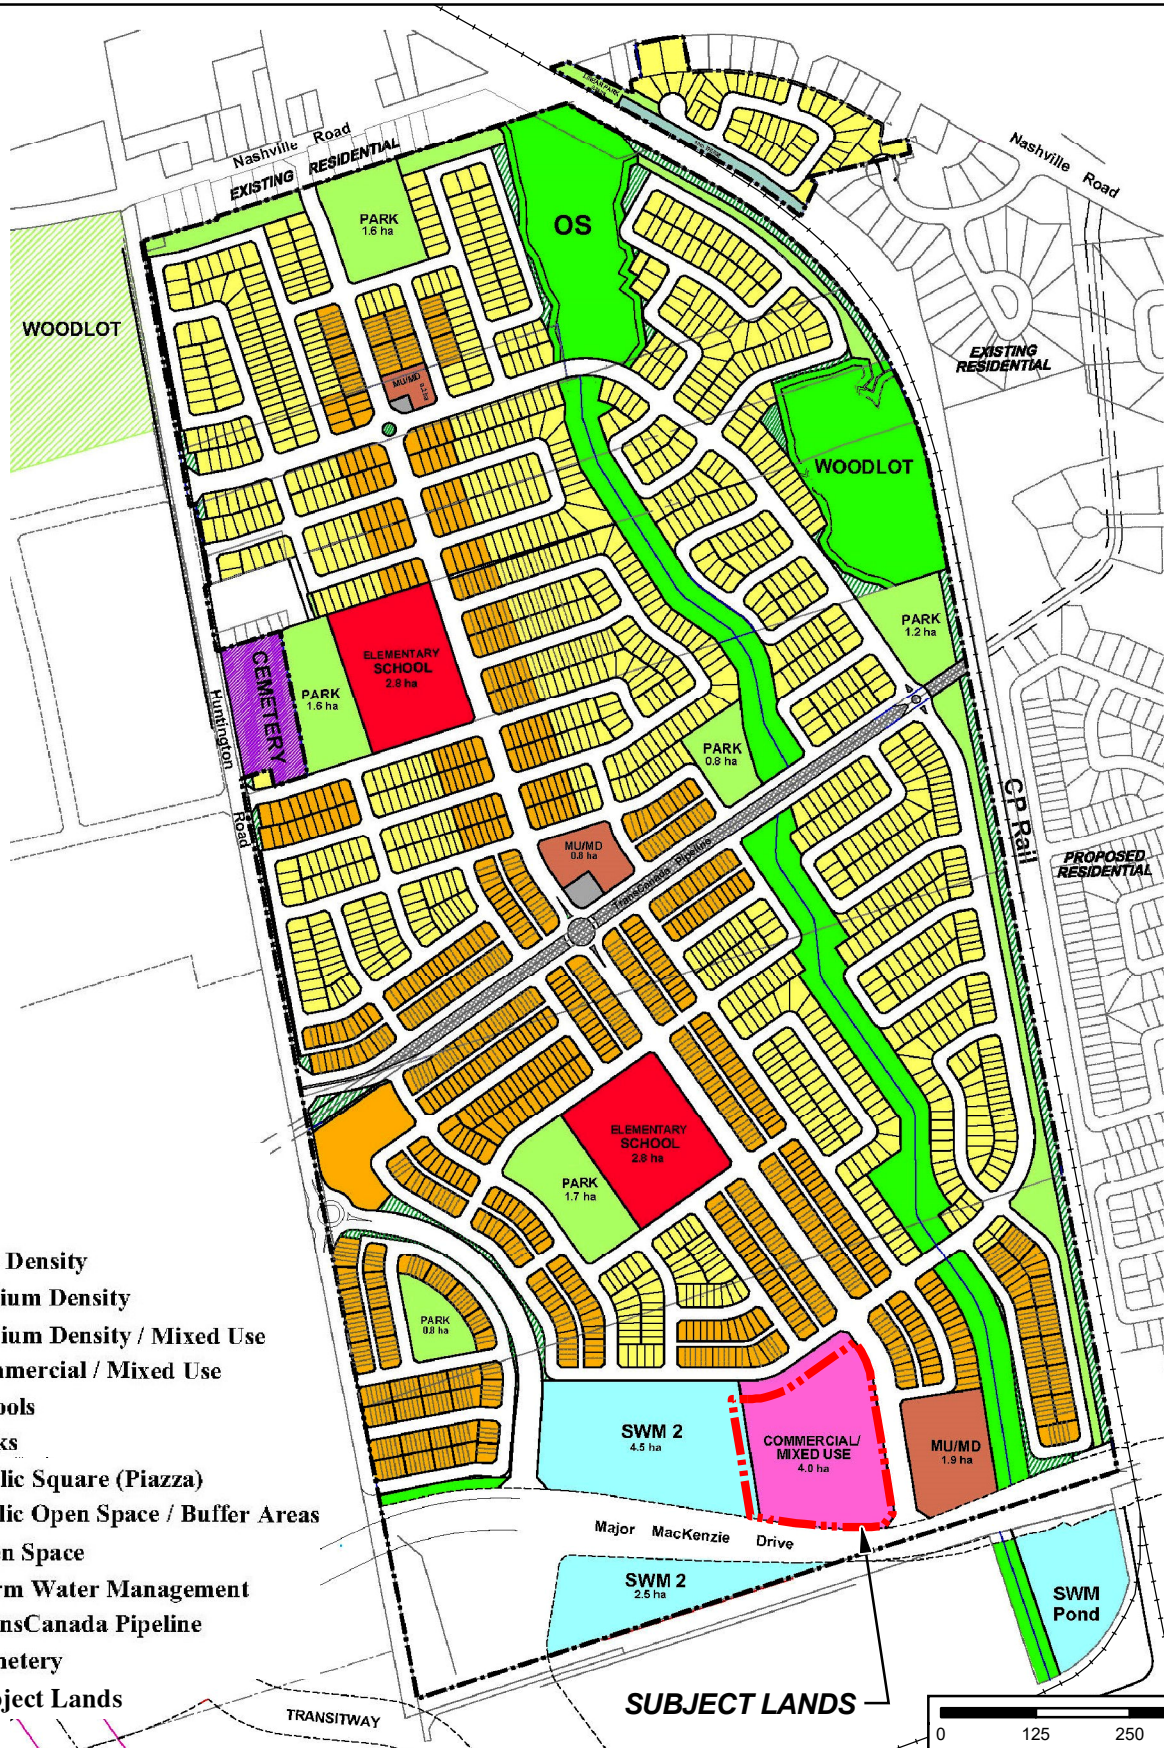 Nashville Road
EXISTING RESIDENTIAL
Nashville Road
PARK
1.6 ha
OS
WOODLOT
EXISTING
RESIDENTIAL
MU/MD
WOODLOT
PARK
1.2 ha
ELEMENTARY
SCHOOL
2.8 ha
CEMETERY
PARK
1.6 ha
Huntington
Road
PARK
0.8 ha
CP Rail
MU/MD
0.8 ha
TransCanada Pipeline
PROPOSED
RESIDENTIAL
ELEMENTARY
SCHOOL
2.8 ha
PARK
1.7 ha
PARK
0.8 ha
Density
ium Density
ium Density / Mixed Use
mercial / Mixed Use
ools
ks
lic Square (Piazza)
lic Open Space / Buffer Areas
n Space
rm Water Management
nsCanada Pipeline
netery
ject Lands
SWM 2
4.5 ha
COMMERCIAL/
MIXED USE
4.0 ha
MU/MD
1.9 ha
Major MacKenzie Drive
SWM 2
2.5 ha
SWM
Pond
SUBJECT LANDS
TRANSITWAY
0 125 250